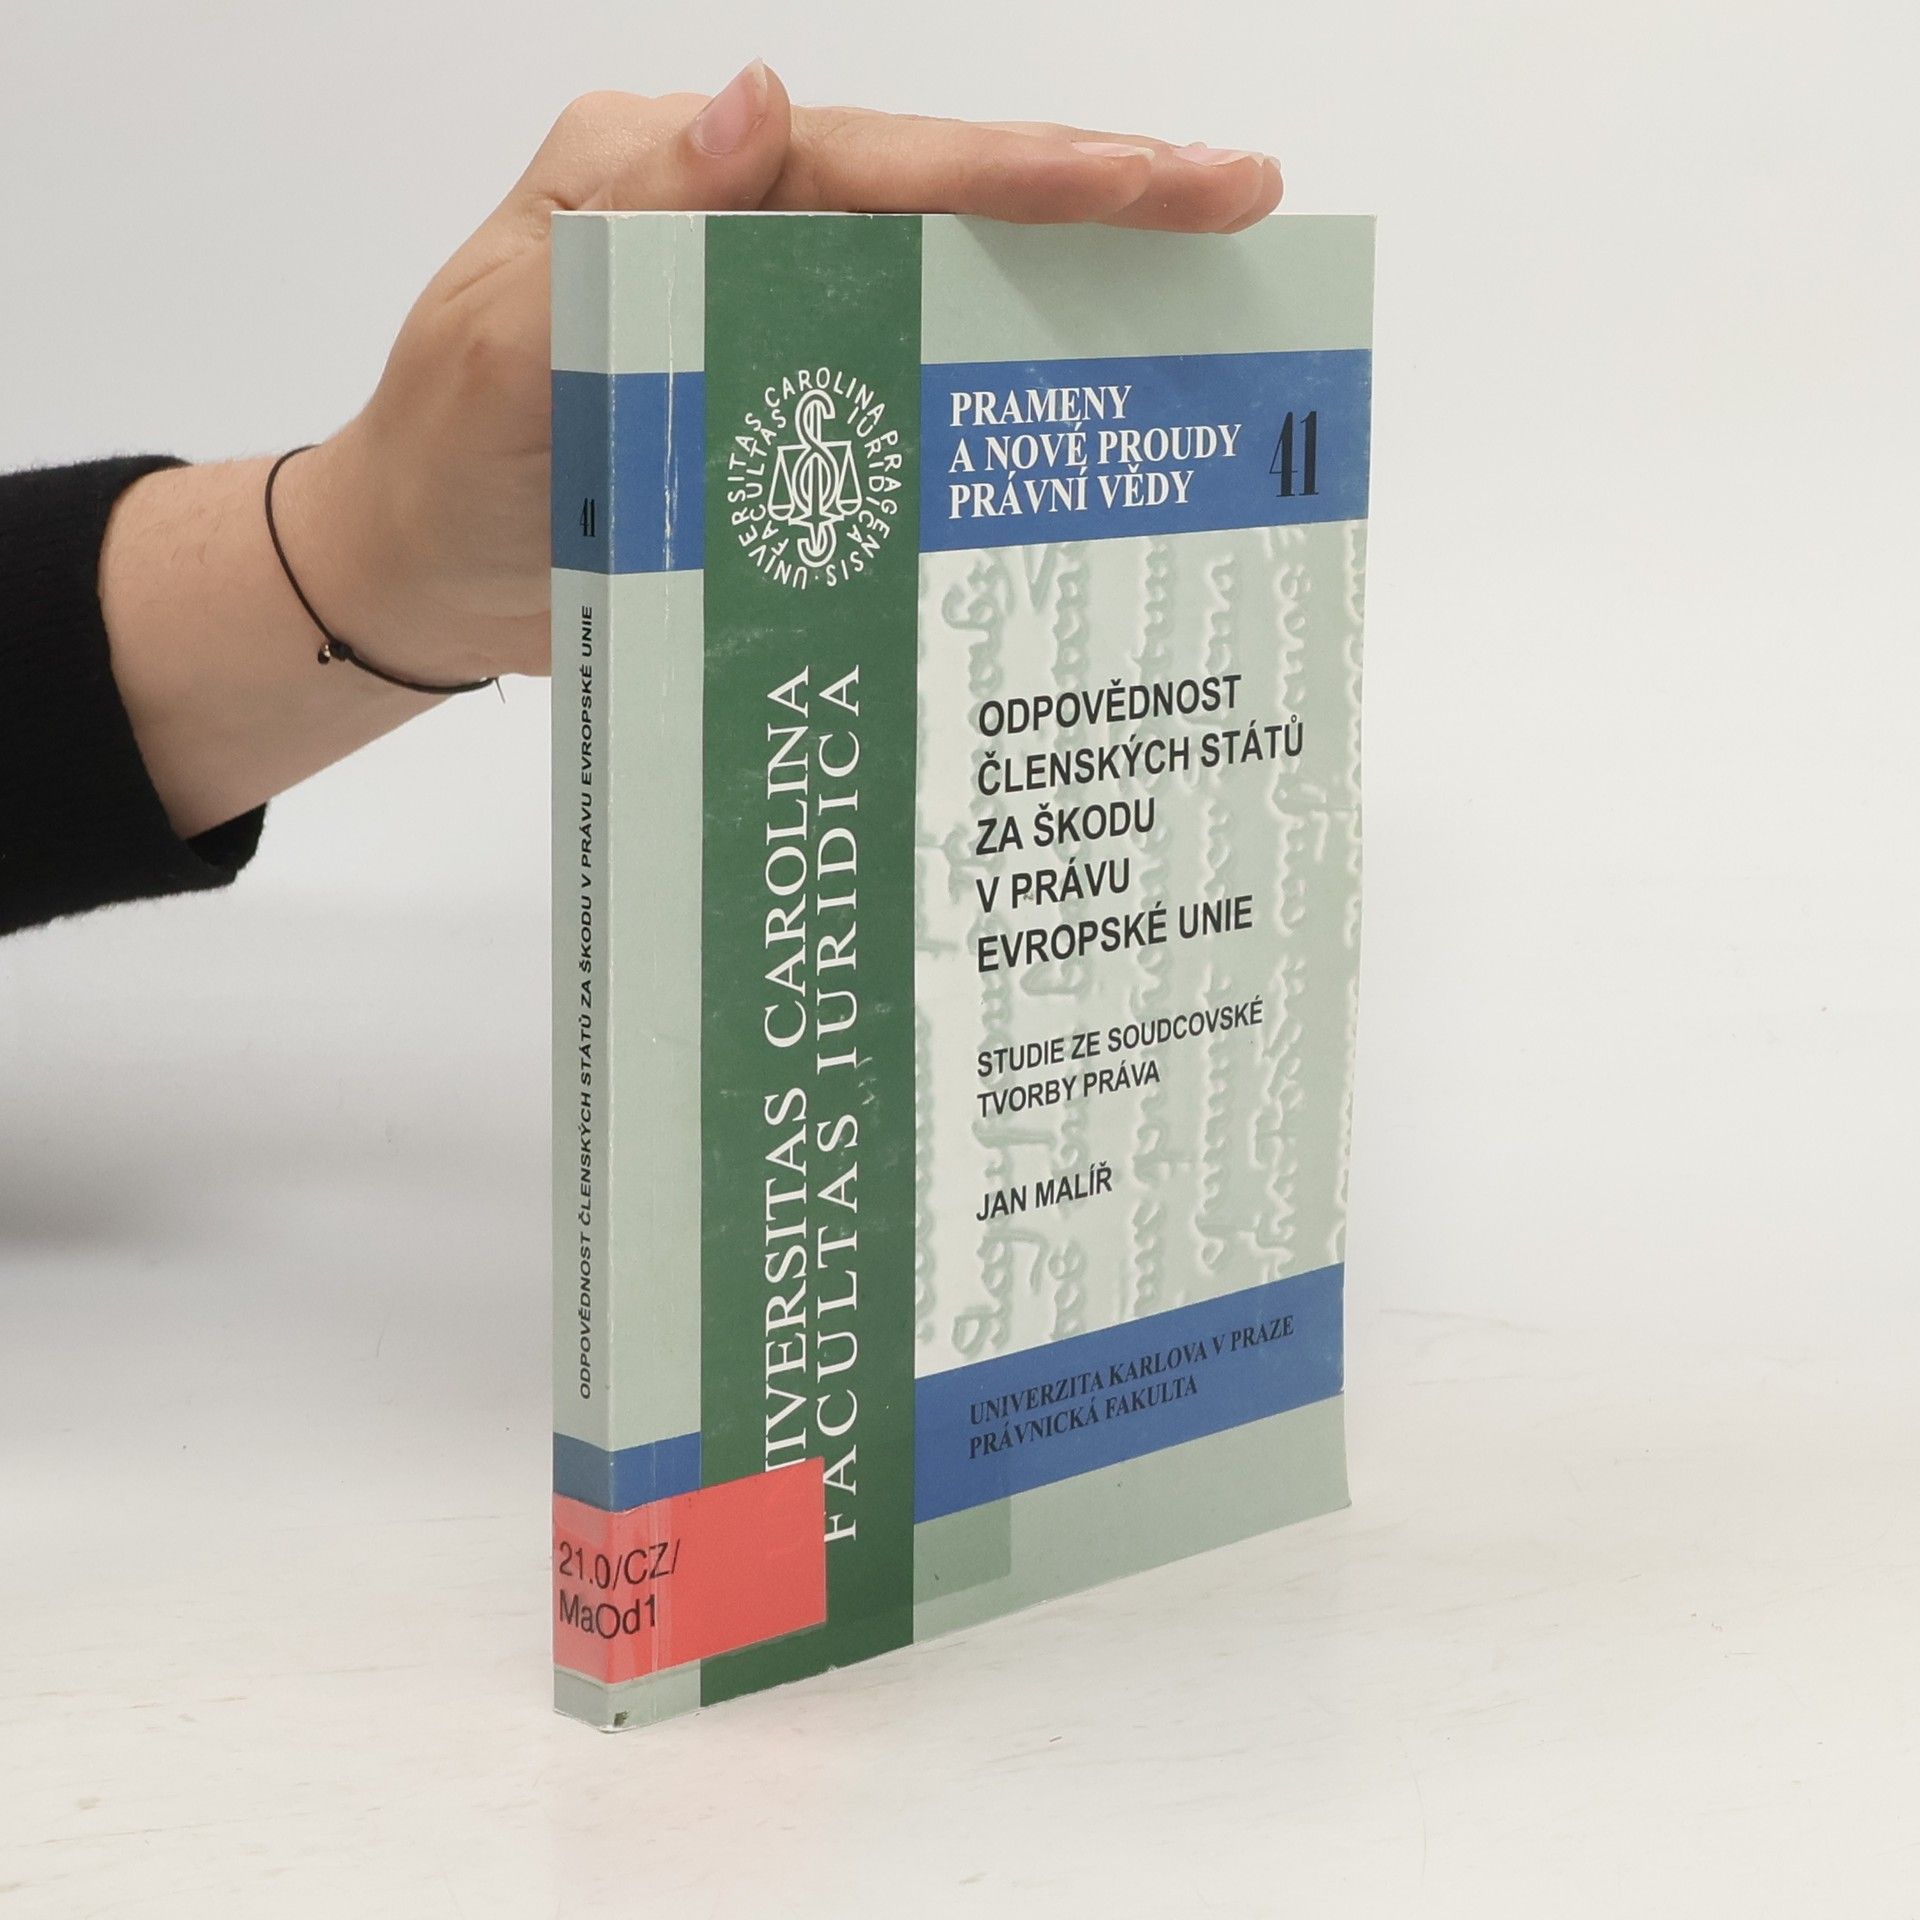 41
ODPOVĚDNOST ČLENSKÝCH STÁTŮ ZA ŠKODU V PRÁVU EVROPSKÉ UNIE
21.0/CZ/
MaOd1
UNIVERSITAS CAROLINA PRAGENSIS
FACULTAS IURIDICA
UNIVERSITAS CAROLINA
FACULTAS IURIDICA
PRAMENY
A NOVÉ PROUDY
PRÁVNÍ VĚDY
41
ODPOVĚDNOST
ČLENSKÝCH STÁTŮ
ZA ŠKODU
V PRÁVU
EVROPSKÉ UNIE
STUDIE ZE SOUDCOVSKÉ
TVORBY PRÁVA
JAN MALÍŘ
UNIVERZITA KARLOVA V PRAZE
PRÁVNICKÁ FAKULTA